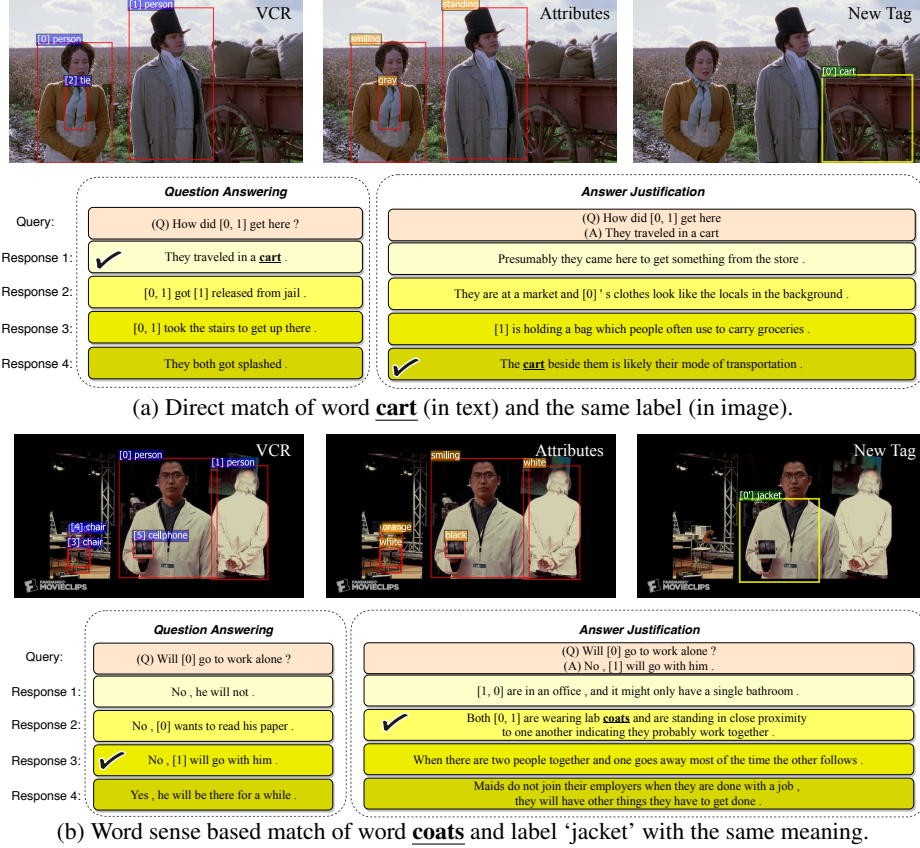 VCR
Attributes
New Tag
[0] person
[1] person
[2] tie
smiling
standing
gray
[0'] cart
Question Answering
Answer Justification
Query:
(Q) How did [0, 1] get here ?
(Q) How did [0, 1] get here
(A) They traveled in a cart
Response 1:
They traveled in a cart .
Presumably they came here to get something from the store .
Response 2:
[0, 1] got [1] released from jail .
They are at a market and [0] ' s clothes look like the locals in the background .
Response 3:
[0, 1] took the stairs to get up there .
[1] is holding a bag which people often use to carry groceries .
Response 4:
They both got splashed .
The cart beside them is likely their mode of transportation .
(a) Direct match of word cart (in text) and the same label (in image).
VCR
Attributes
New Tag
[0] person
[1] person
[4] chair
[3] chair
[5] cellphone
smiling
white
orange
white
black
[0'] jacket
FANDANGO
MOVIECLIPS
FANDANGO
MOVIECLIPS
FANDANGO
MOVIECLIPS
Question Answering
Answer Justification
Query:
(Q) Will [0] go to work alone ?
(Q) Will [0] go to work alone ?
(A) No , [1] will go with him .
Response 1:
No , he will not .
[1, 0] are in an office , and it might only have a single bathroom .
Response 2:
No , [0] wants to read his paper .
Both [0, 1] are wearing lab coats and are standing in close proximity
to one another indicating they probably work together .
Response 3:
No , [1] will go with him .
When there are two people together and one goes away most of the time the other follows .
Response 4:
Yes , he will be there for a while .
Maids do not join their employers when they are done with a job ,
they will have other things they have to get done .
(b) Word sense based match of word coats and label ‘jacket’ with the same meaning.